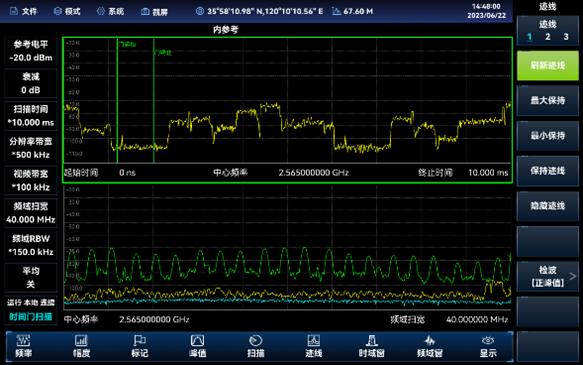 文件 模式 系统 截屏 35°58'10.98" N,120°10'10.56" E 67.60 M 14:48:00
2023/06/22
迹线
内参考
迹线
1 2 3
参考电平
-20.0 dBm
衰减
0 dB
扫描时间
*10.000 ms
分辨率带宽
*500 kHz
视频带宽
*100 kHz
频域扫宽
40.000 MHz
频域RBW
*150.0 kHz
平均
关
运行 本地 连续
时间门扫描
起始时间 0 ns 中心频率 2.565000000 GHz 终止时间 10.000 ms
中心频率 2.565000000 GHz 频域扫宽 40.000000 MHz
刷新迹线
最大保持
最小保持
保持迹线
隐藏迹线
检波
[正峰值]
频率 幅度 标记 峰值 扫描 迹线 时域窗 频域窗 显示